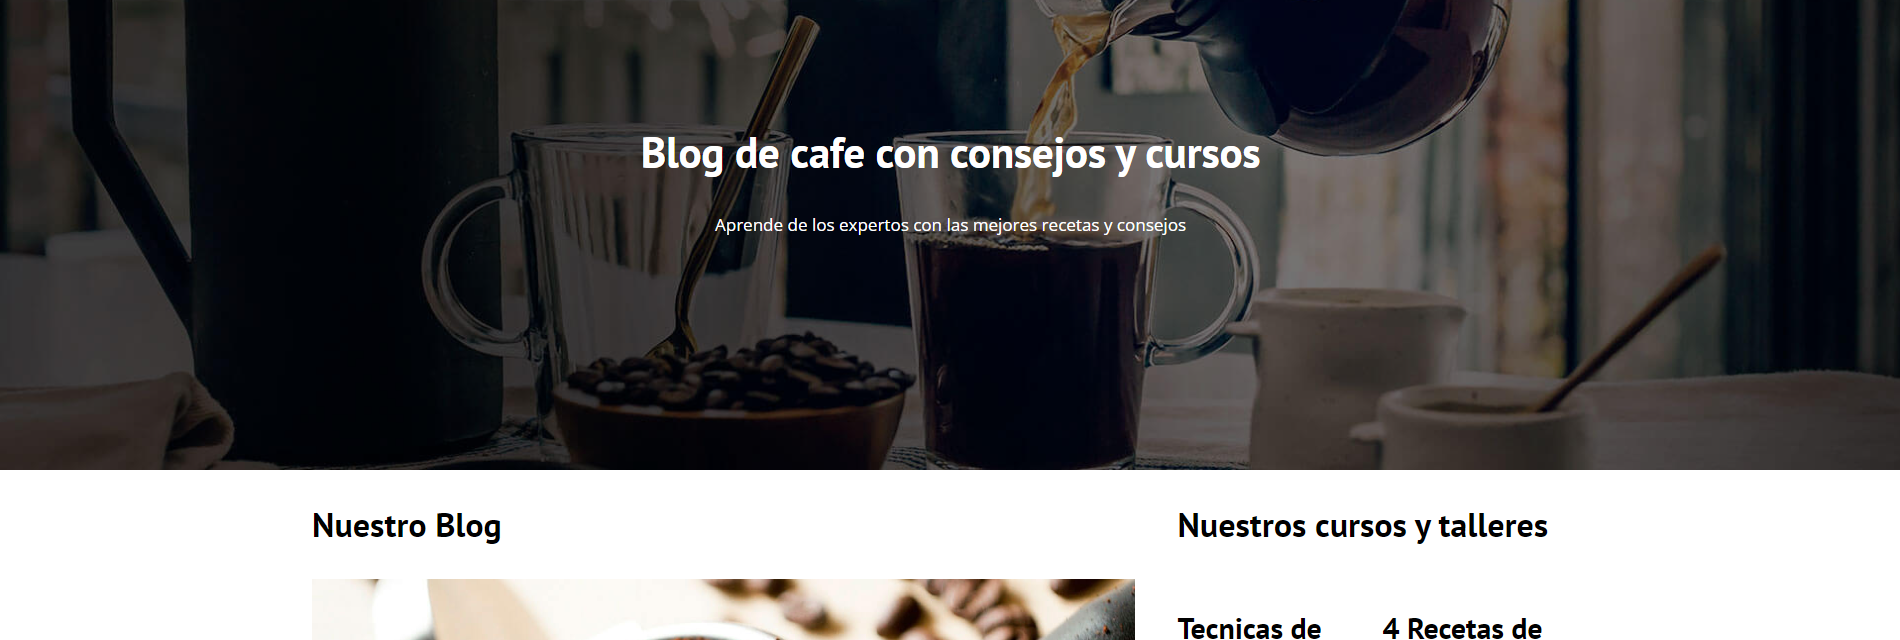 Blog de cafe con consejos y cursos
Aprende de los expertos con las mejores recetas y consejos
Nuestro Blog
Nuestros cursos y talleres
Tecnicas de
4 Recetas de